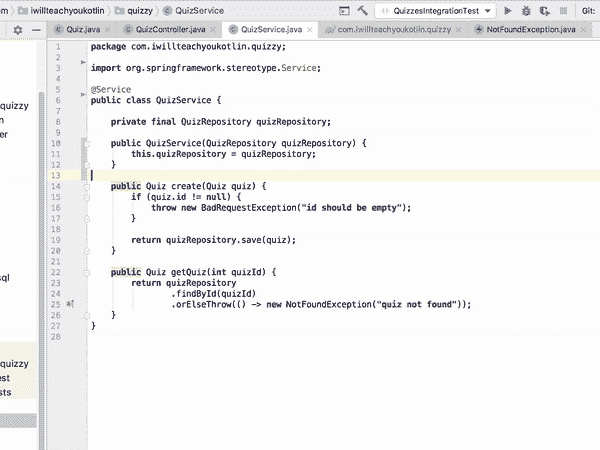 m
iwillteachyoukotlin
quizzy
QuizService
QuizzesIntegrationTest
Git:
Quiz.java
QuizController.java
QuizService.java
com.iwillteachyoukotlin.quizzy
NotFoundException.java
1 package com.iwillteachyoukotlin.quizzy;
2
3 import org.springframework.stereotype.Service;
4
5 @Service
6 public class QuizService {
7
8 private final QuizRepository quizRepository;
9
10 public QuizService(QuizRepository quizRepository) {
11 this.quizRepository = quizRepository;
12 }
13
14 public Quiz create(Quiz quiz) {
15 if (quiz.id != null) {
16 throw new BadRequestException("id should be empty");
17 }
18
19 return quizRepository.save(quiz);
20 }
21
22 public Quiz getQuiz(int quizId) {
23 return quizRepository
24 .findById(quizId)
25 .orElseThrow(() -> new NotFoundException("quiz not found"));
26 }
27 }
28
quizzy
n
er
sql
quizzy
est
sts